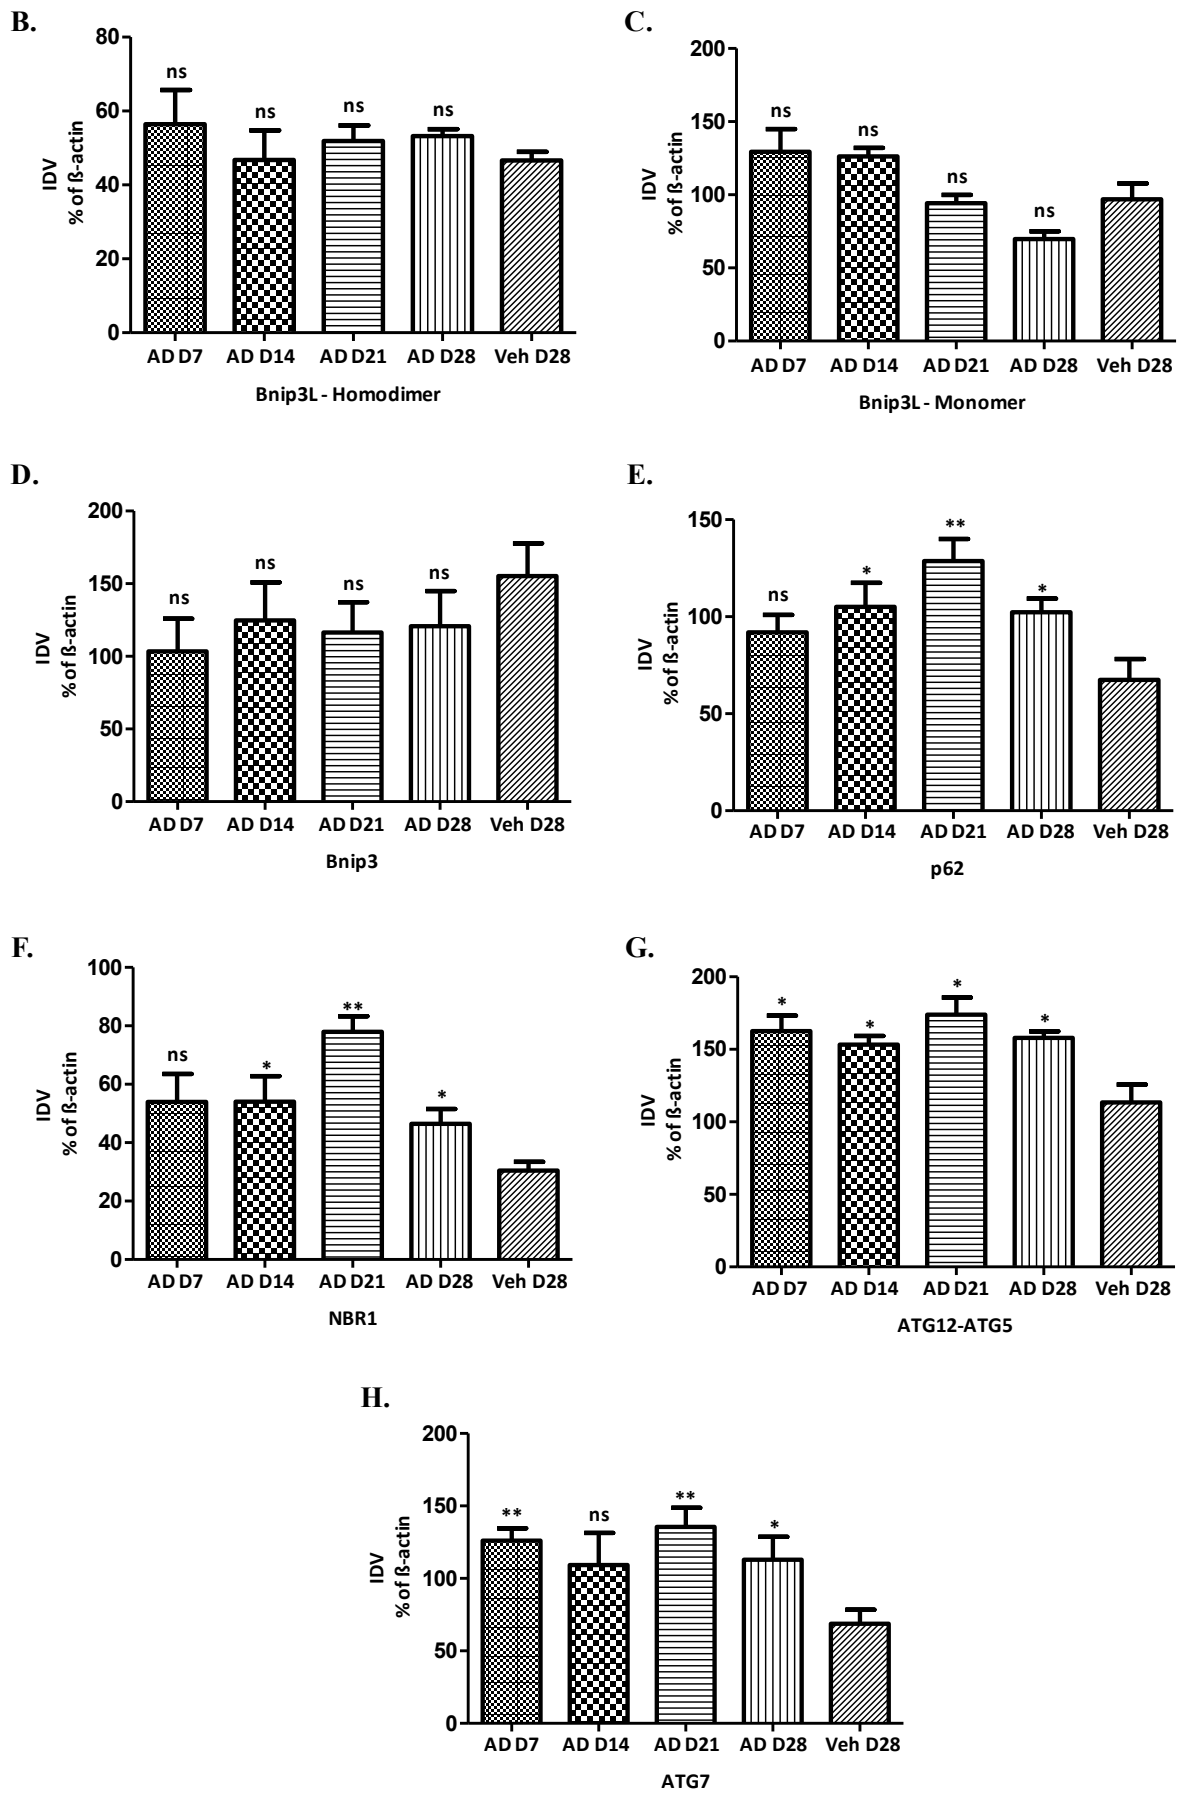 B.
80
60
40
20
0
IDV
% of ß-actin
ns
ns
ns
ns
AD D7 AD D14 AD D21 AD D28 Veh D28
Bnip3L - Homodimer
C.
200
150
100
50
0
IDV
% of ß-actin
ns
ns
ns
ns
AD D7 AD D14 AD D21 AD D28 Veh D28
Bnip3L - Monomer
D.
200
150
100
50
0
IDV
% of ß-actin
ns
ns
ns
ns
AD D7 AD D14 AD D21 AD D28 Veh D28
Bnip3
E.
150
100
50
0
IDV
% of ß-actin
ns
*
**
*
AD D7 AD D14 AD D21 AD D28 Veh D28
p62
F.
100
80
60
40
20
0
IDV
% of ß-actin
ns
*
**
*
AD D7 AD D14 AD D21 AD D28 Veh D28
NBR1
G.
200
150
100
50
0
IDV
% of ß-actin
*
*
*
*
AD D7 AD D14 AD D21 AD D28 Veh D28
ATG12-ATG5
H.
200
150
100
50
0
IDV
% of ß-actin
**
ns
**
*
AD D7 AD D14 AD D21 AD D28 Veh D28
ATG7